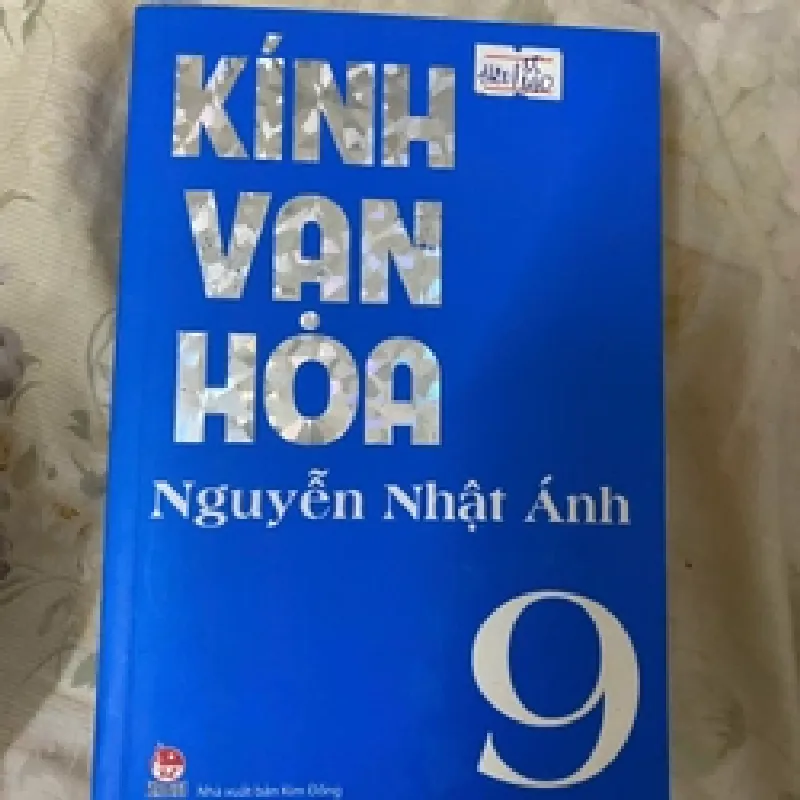 KÍNH
VẠN
HOA
Nguyễn Nhật Ánh
9
Nhà xuất bản Kim Đồng